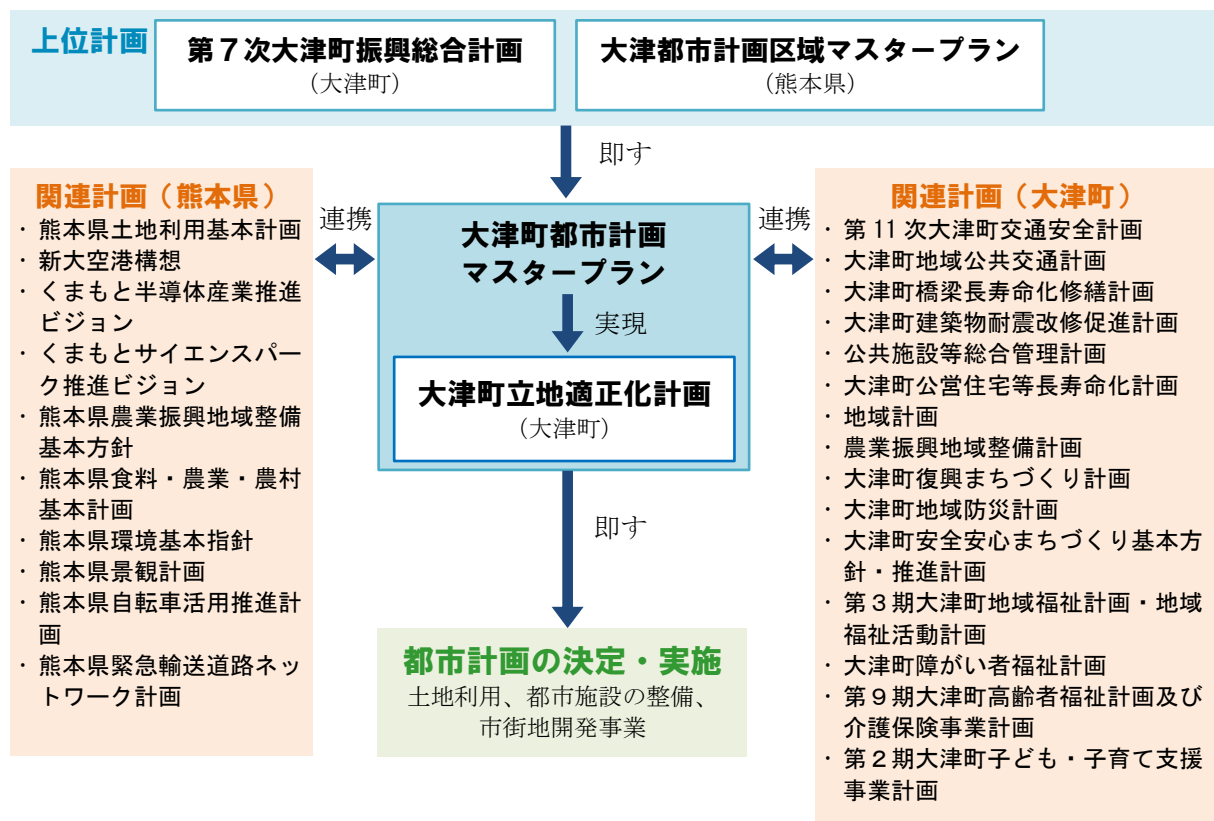 上位計画
第７次大津町振興総合計画
（大津町）
大津都市計画区域マスタープラン
（熊本県）
即す
関連計画（熊本県）
・熊本県土地利用基本計画
・新大空港構想
・くまもと半導体産業推進
ビジョン
・くまもとサイエンスパー
ク推進ビジョン
・熊本県農業振興地域整備
基本方針
・熊本県食料・農業・農村
基本計画
・熊本県環境基本指針
・熊本県景観計画
・熊本県自転車活用推進計
画
・熊本県緊急輸送道路ネッ
トワーク計画
連携
大津町都市計画
マスタープラン
実現
大津町立地適正化計画
（大津町）
連携
即す
都市計画の決定・実施
土地利用、都市施設の整備、
市街地開発事業
関連計画（大津町）
・第 11 次大津町交通安全計画
・大津町地域公共交通計画
・大津町橋梁長寿命化修繕計画
・大津町建築物耐震改修促進計画
・公共施設等総合管理計画
・大津町公営住宅等長寿命化計画
・地域計画
・農業振興地域整備計画
・大津町復興まちづくり計画
・大津町地域防災計画
・大津町安全安心まちづくり基本方
針・推進計画
・第３期大津町地域福祉計画・地域
福祉活動計画
・大津町障がい者福祉計画
・第９期大津町高齢者福祉計画及び
介護保険事業計画
・第２期大津町子ども・子育て支援
事業計画